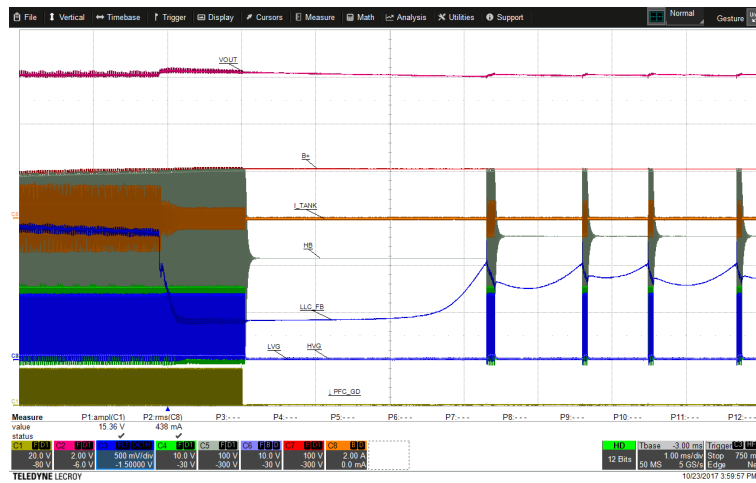 File Vertical Timebase Trigger Display Cursors Measure Math Analysis Utilities Support Normal Gesture
VOUT
B+
I_TANK
HB
LLC_FB
LVG HVG
PFC_GD
Measure P1:ampl(C1) P2:rms(C8) P3:- - - P4:- - - P5:- - - P6:- - - P7:- - - P8:- - - P9:- - - P10:- - - P11:- - - P12:- - -
value 15.36 V 438 mA
status
C1 C2 C4 C5 C6 C7 C8 HD Tbase -3.00 ms Trigger
20.0 V 2.00 V 500 mV/div 10.0 V 100 V 10.0 V 100 V 2.00 A 12 Bits 1.00 ms/div Stop 750 m
-80 V -6.0 V -1.50000 V -30 V -300 V -30 V -300 V 0.0 mA 50 MS 5 GS/s Edge
TELEDYNE LECROY 10/23/2017 3:59:57 PM